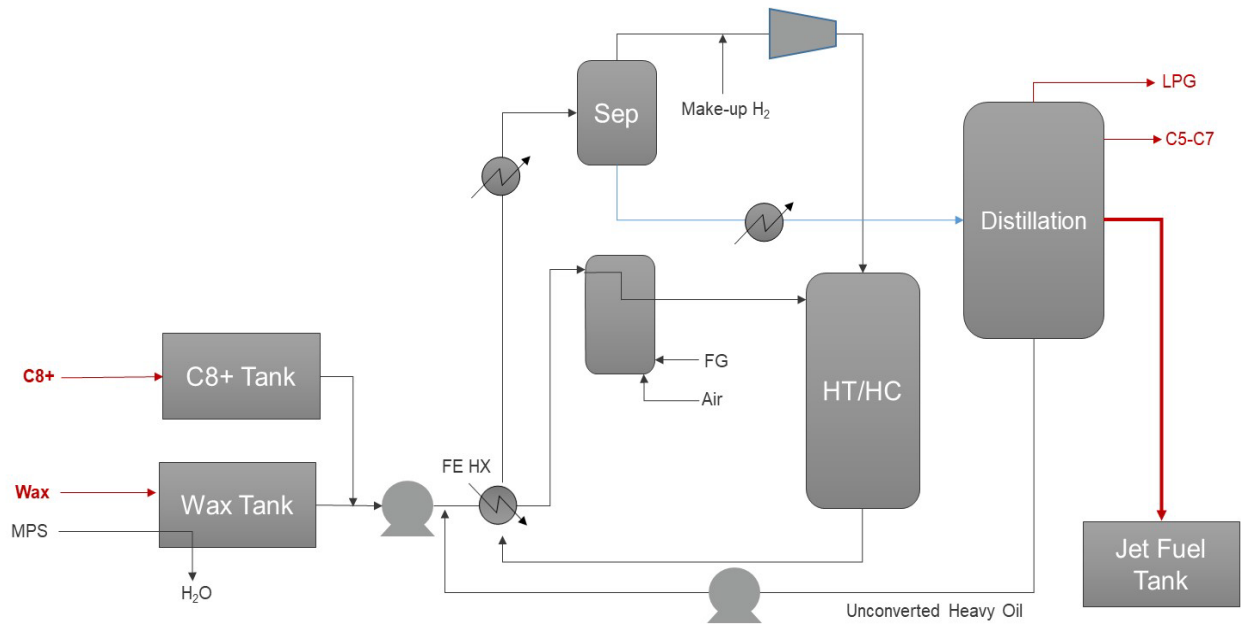 LPG
Sep
Make-up H₂
C5-C7
Distillation
FG
Air
HT/HC
C8+
C8+ Tank
FE HX
Wax
Wax Tank
MPS
H₂O
Jet Fuel
Tank
Unconverted Heavy Oil